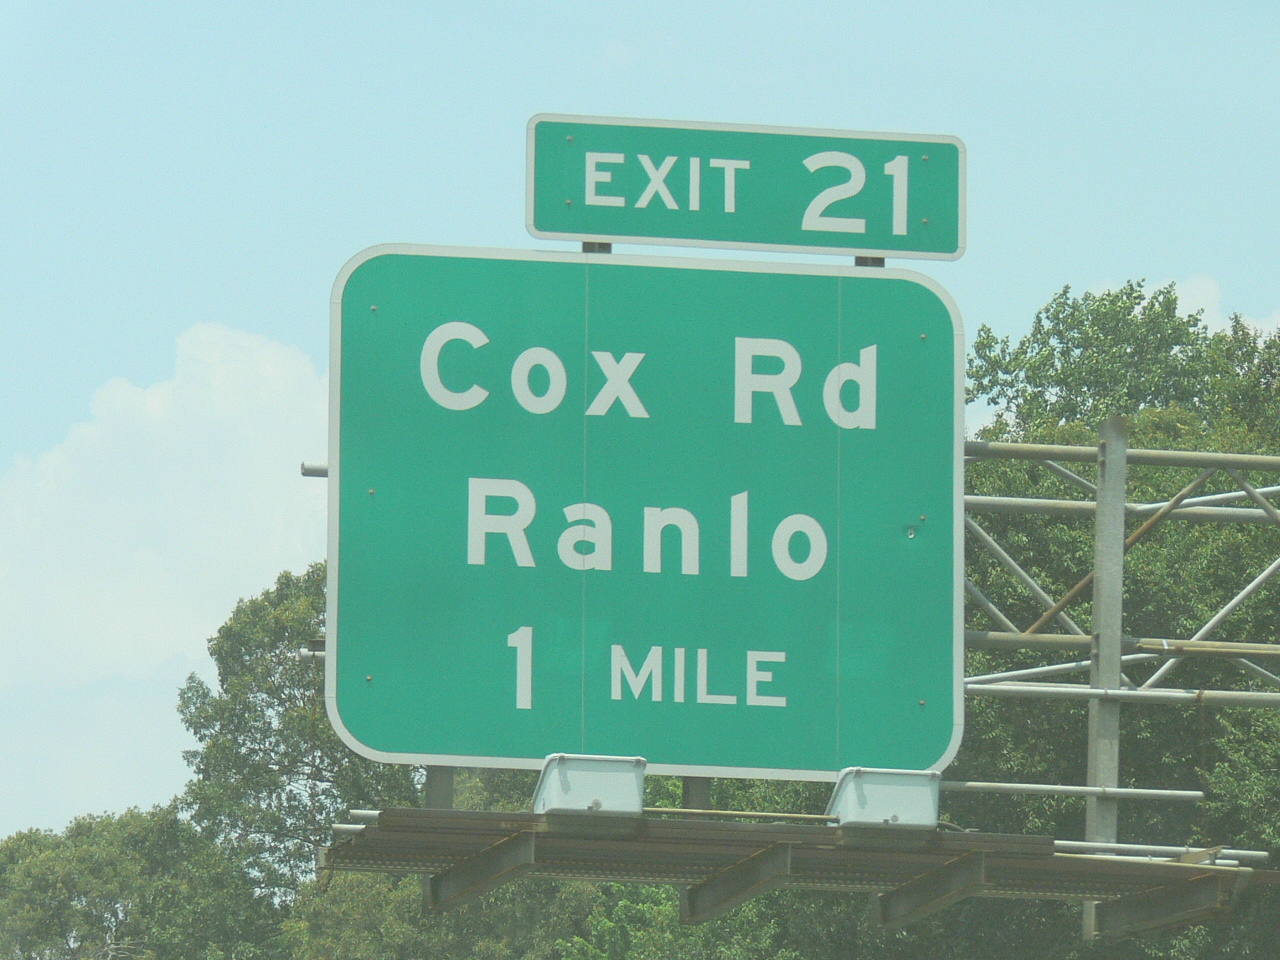 EXIT 21
Cox Rd
Ranlo
1 MILE